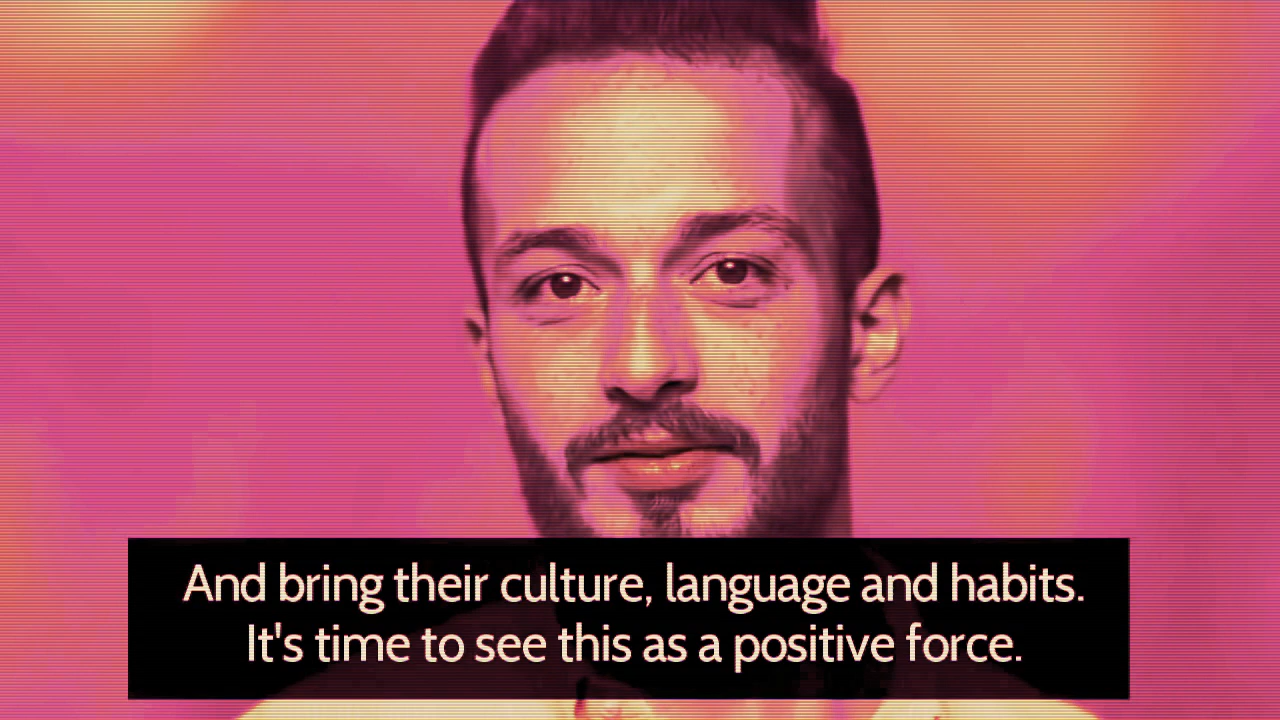 And bring their culture, language and habits.
It's time to see this as a positive force.